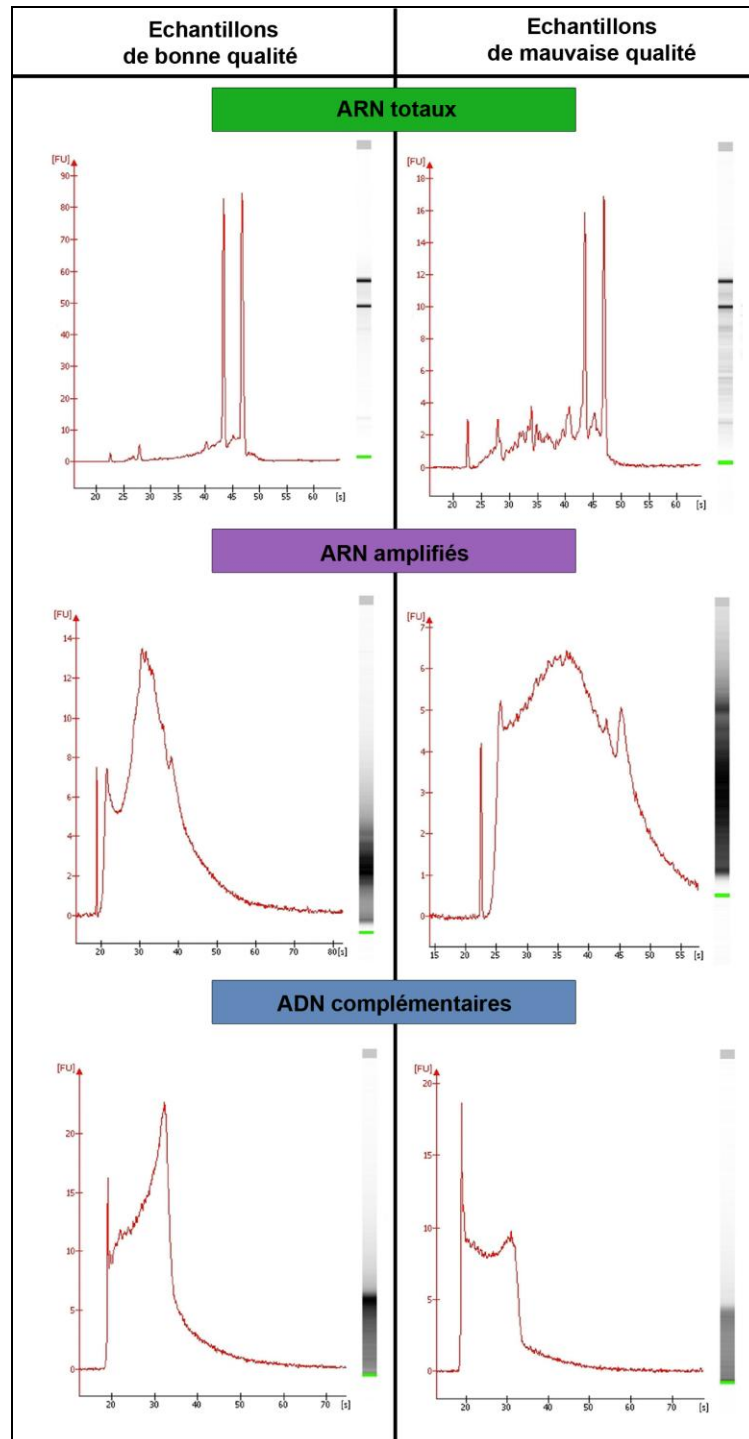 Echantillons
de bonne qualité
Echantillons
de mauvaise qualité
ARN totaux
[FU]
90
80
70
60
50
40
30
20
10
0
20 25 30 35 40 45 50 55 60 [s]
[FU]
18
16
14
12
10
8
6
4
2
0
20 25 30 35 40 45 50 55 60 [s]
ARN amplifiés
[FU]
14
12
10
8
6
4
2
0
20 30 40 50 60 70 80 [s]
[FU]
7
6
5
4
3
2
1
0
15 20 25 30 35 40 45 50 55 [s]
ADN complémentaires
[FU]
20
15
10
5
0
20 30 40 50 60 70 [s]
[FU]
20
15
10
5
0
20 30 40 50 60 70 [s]